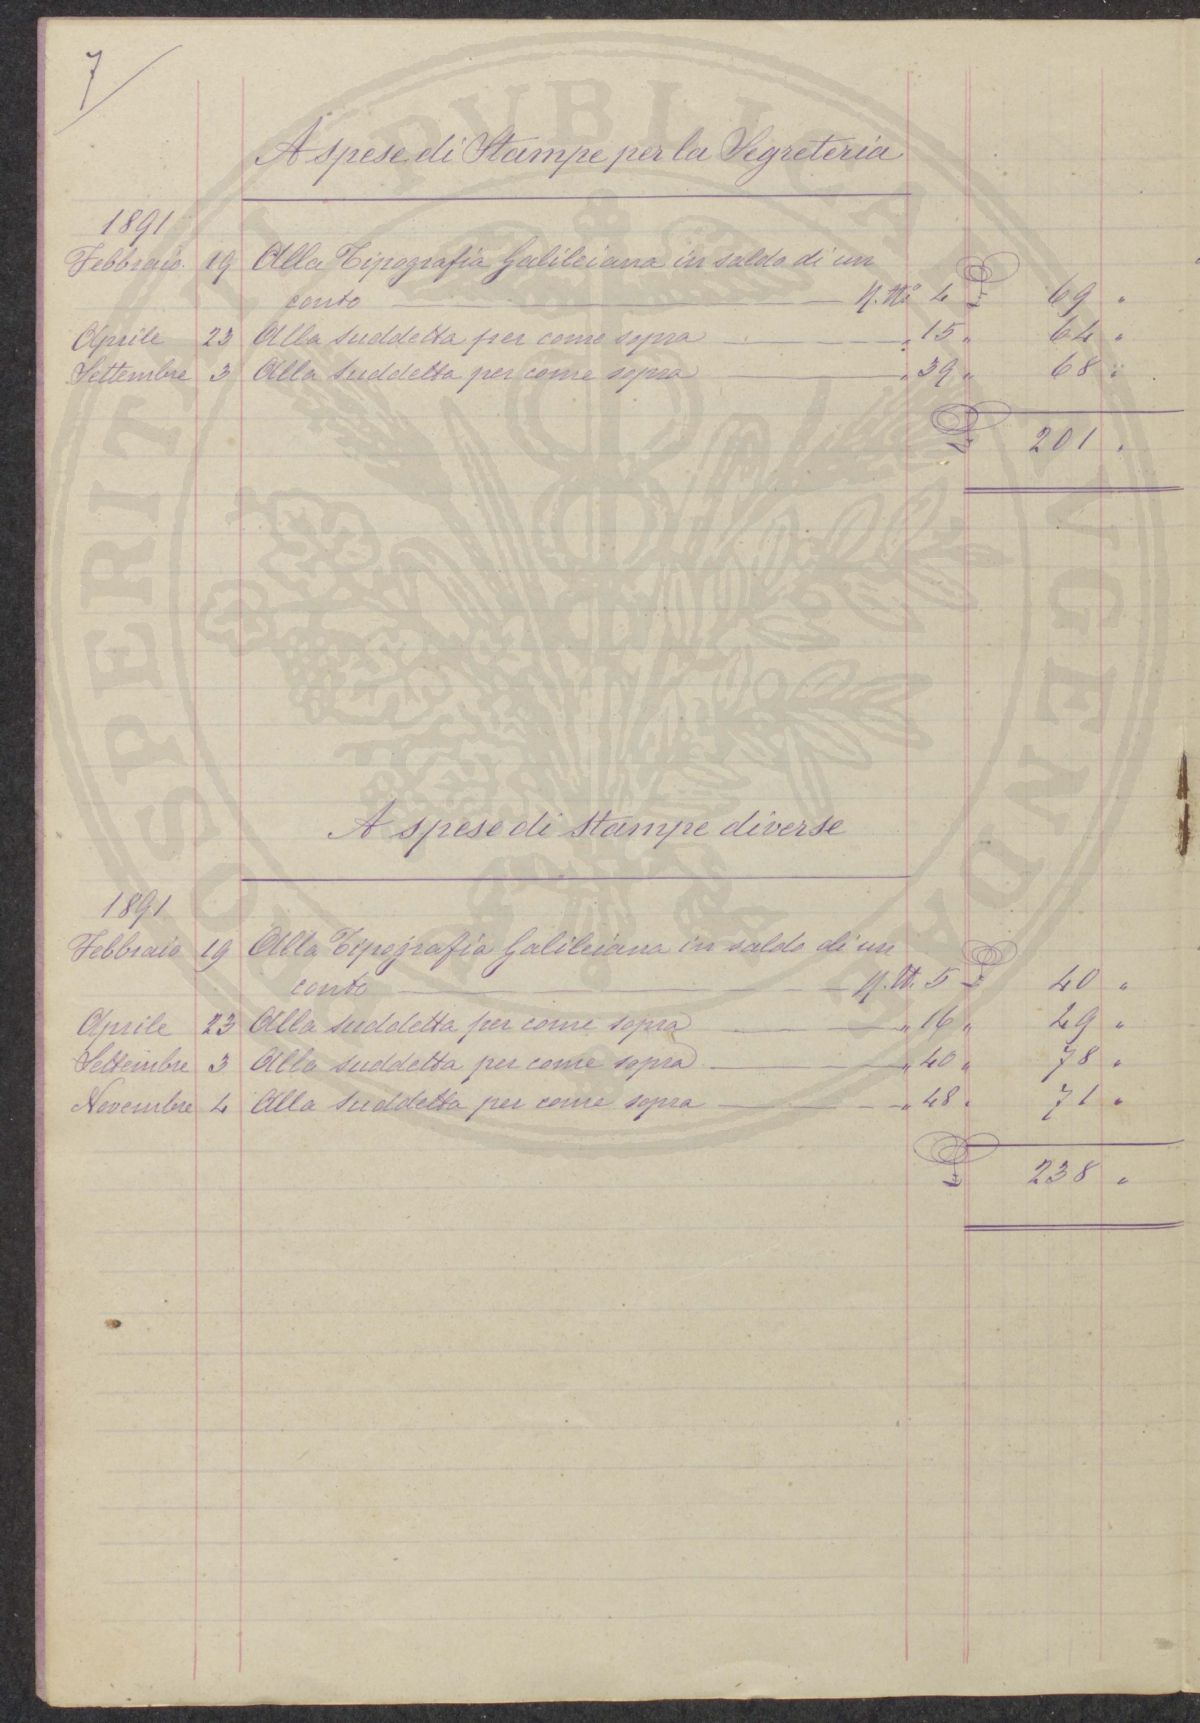 7
A spese di Stampe per la Segreteria
1891
Febbraio 19 Alla Tipografia Galileiana in saldo di un
conto 4 £ 69 "
Aprile 23 Alla suddetta per come sopra " 15 " 64 "
Settembre 3 Alla suddetta per come sopra " 39 " 68 "
£ 201 "
A spese di stampe diverse
1891
Febbraio 19 Alla Tipografia Galileiana in saldo di un
conto 5 £ 40 "
Aprile 23 Alla suddetta per come sopra " 16 " 49 "
Settembre 3 Alla suddetta per come sopra " 40 " 78 "
Novembre 4 Alla suddetta per come sopra " 48 " 71 "
£ 238 "
PROSPERITATI PVBLICAE AVGENDAE